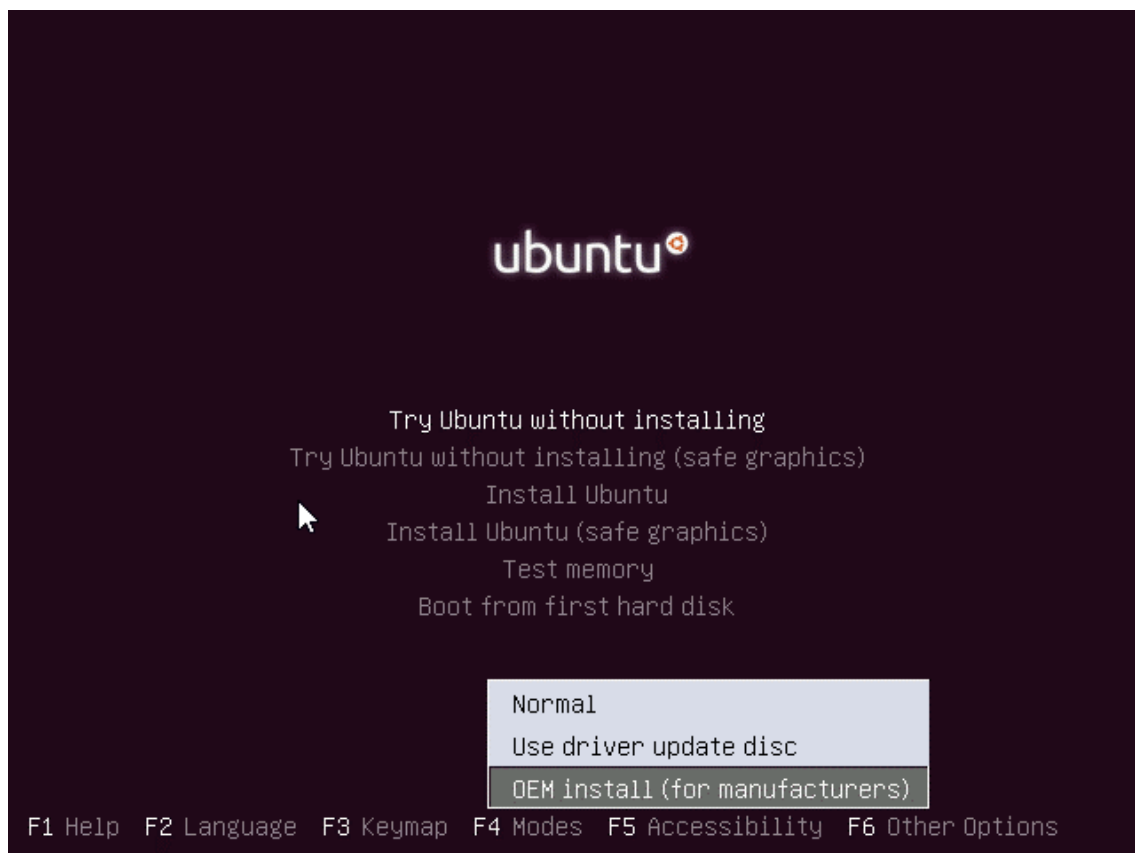 ubuntu
Try Ubuntu without installing
Try Ubuntu without installing (safe graphics)
Install Ubuntu
Install Ubuntu (safe graphics)
Test memory
Boot from first hard disk
Normal
Use driver update disc
OEM install (for manufacturers)
F1 Help F2 Language F3 Keymap F4 Modes F5 Accessibility F6 Other Options